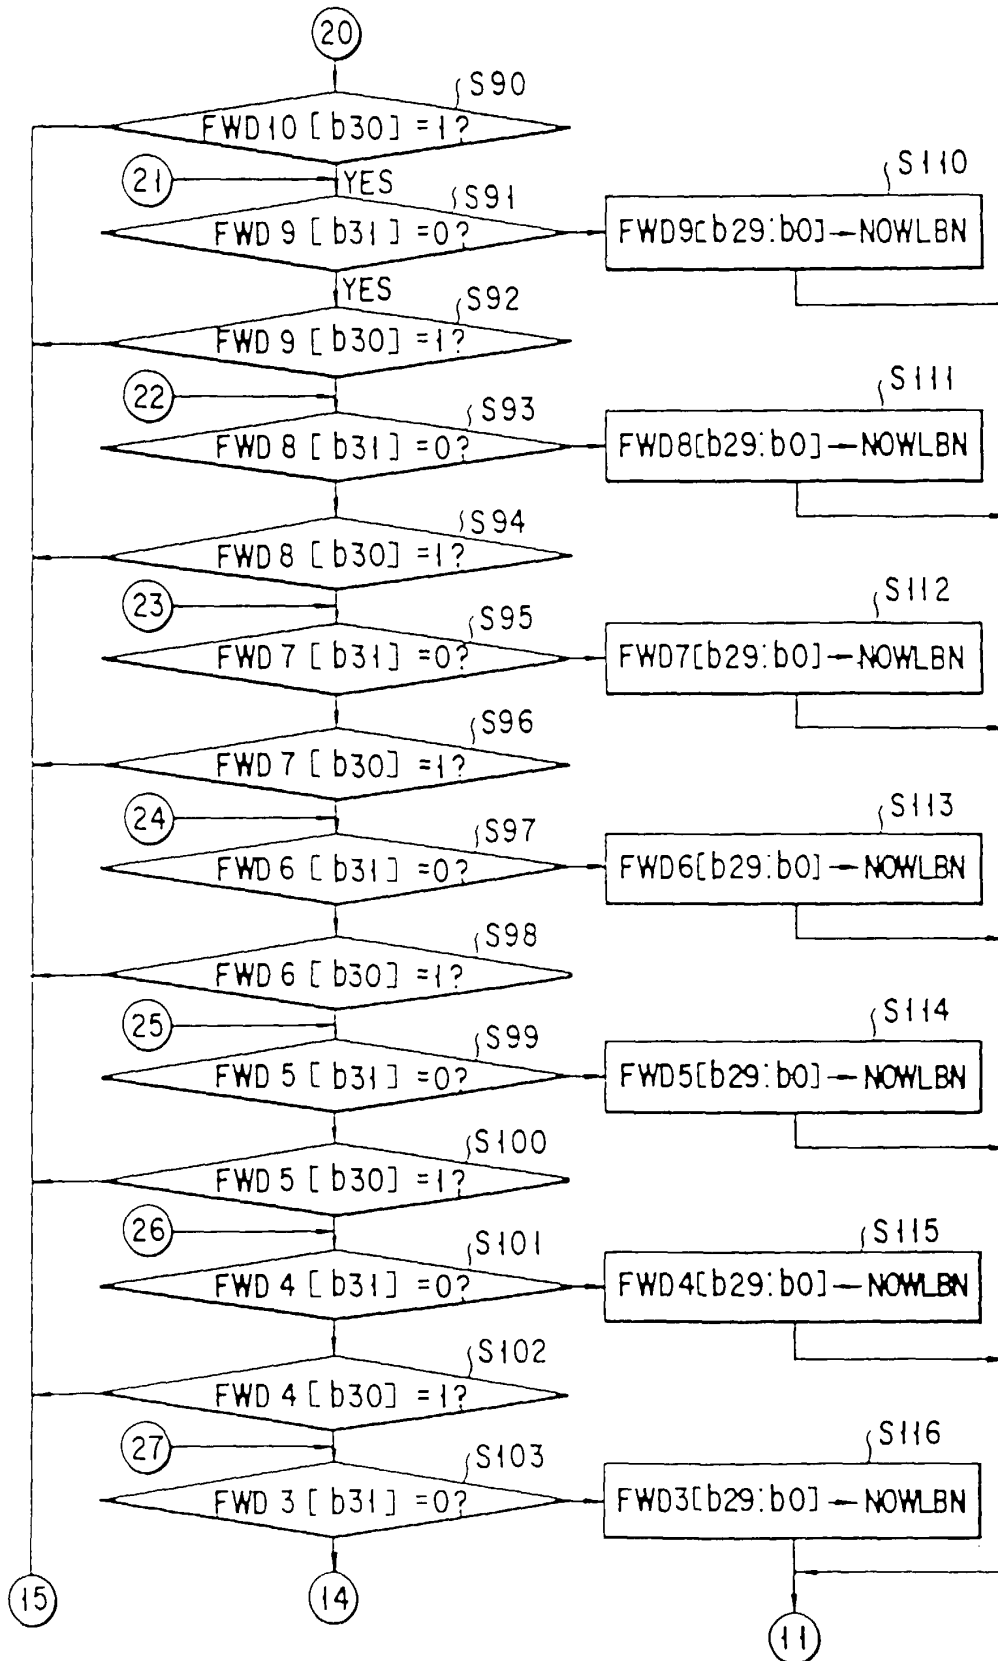 20
S90
FWD10 [b30] =1?
21
YES
S91
S110
FWD9 [b31] =0?
FWD9[b29:b0]→NOWLBN
YES
S92
FWD9 [b30] =1?
22
S93
S111
FWD8 [b31] =0?
FWD8[b29:b0]→NOWLBN
S94
FWD8 [b30] =1?
23
S95
S112
FWD7 [b31] =0?
FWD7[b29:b0]→NOWLBN
S96
FWD7 [b30] =1?
24
S97
S113
FWD6 [b31] =0?
FWD6[b29:b0]→NOWLBN
S98
FWD6 [b30] =1?
25
S99
S114
FWD5 [b31] =0?
FWD5[b29:b0]→NOWLBN
S100
FWD5 [b30] =1?
26
S101
S115
FWD4 [b31] =0?
FWD4[b29:b0]→NOWLBN
S102
FWD4 [b30] =1?
27
S103
S116
FWD3 [b31] =0?
FWD3[b29:b0]→NOWLBN
15
14
11